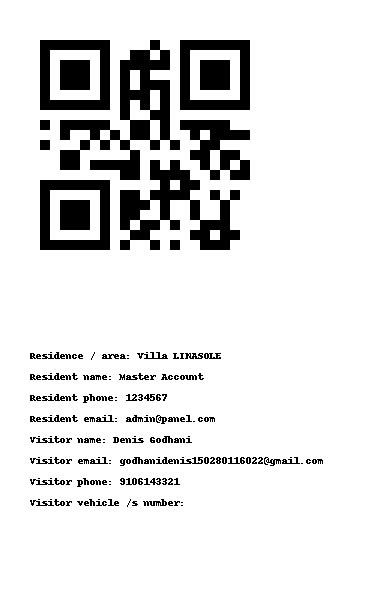 Residence / area: Villa LINASOLE
Resident name: Master Account
Resident phone: 1234567
Resident email: admin@panel.com
Visitor name: Denis Godhani
Visitor email: godhanidenis150280116022@gmail.com
Visitor phone: 9106143321
Visitor vehicle /s number: